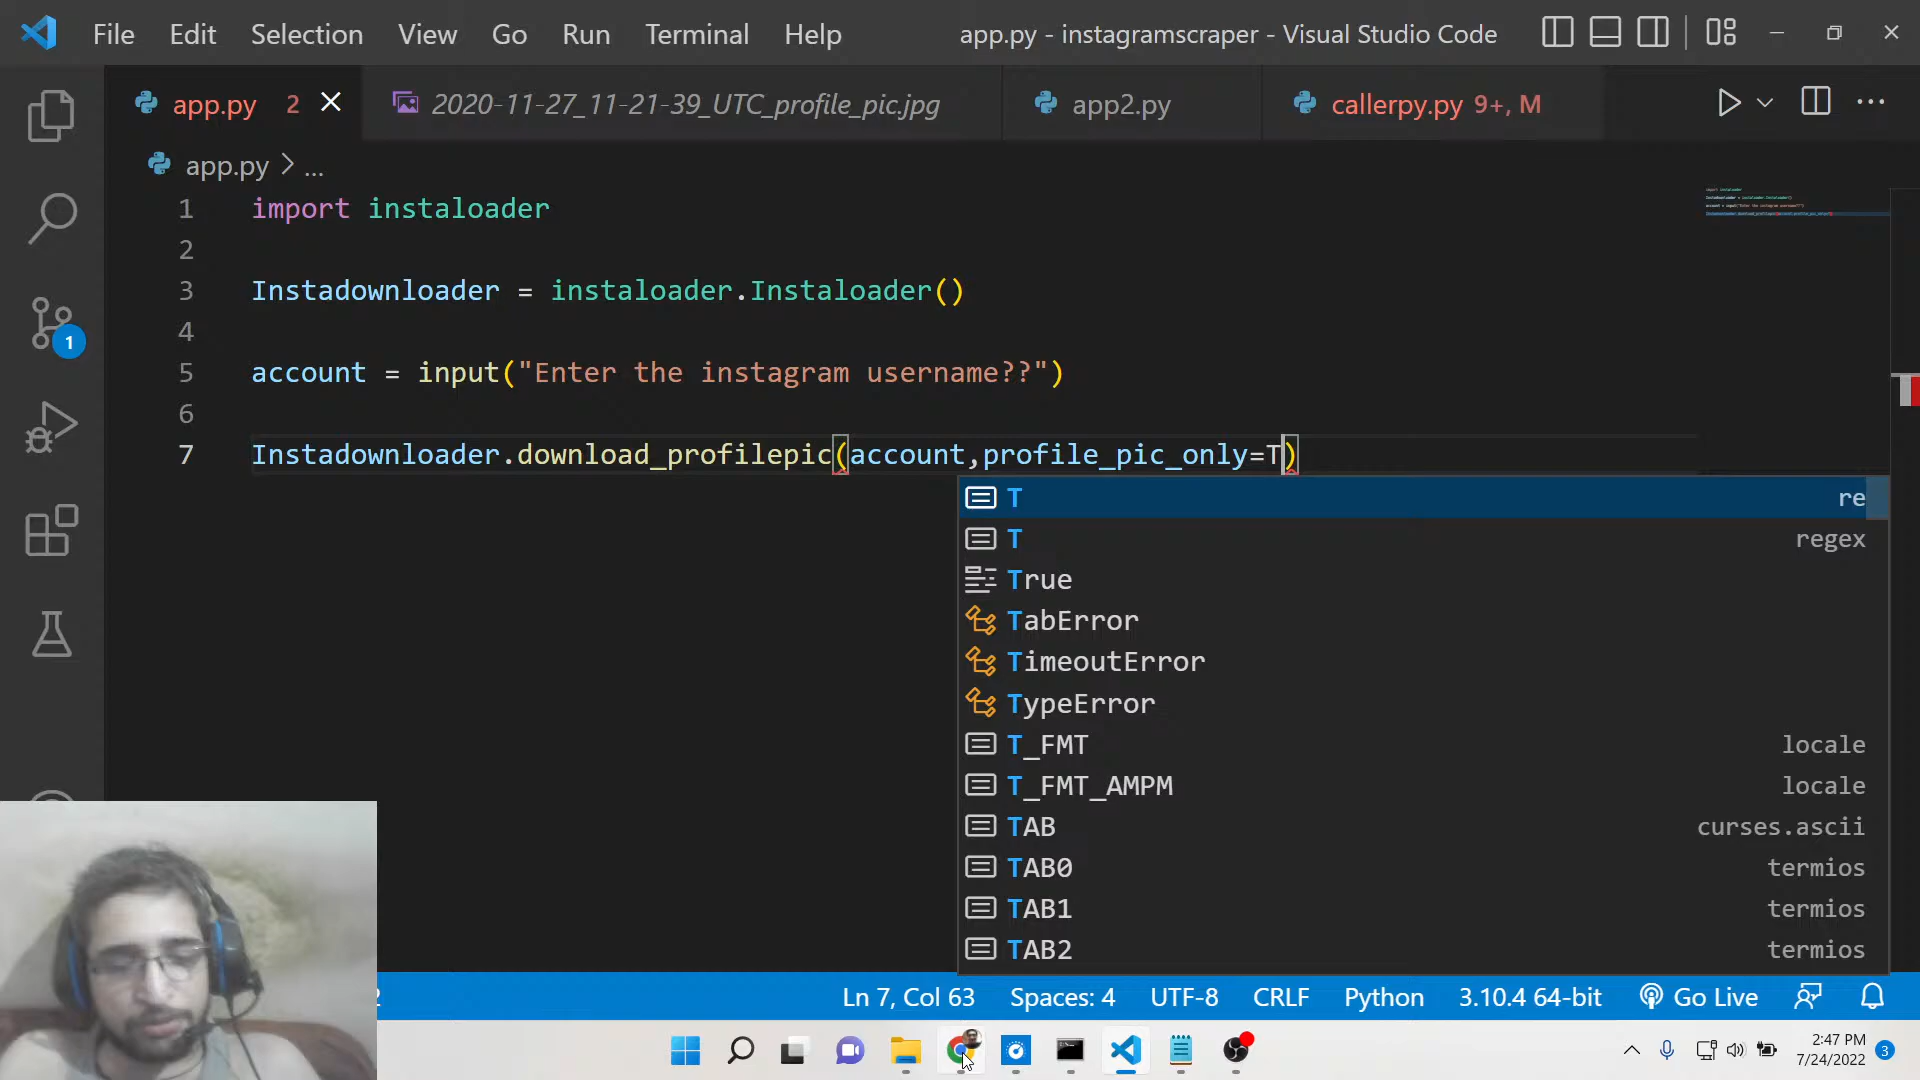 File Edit Selection View Go Run Terminal Help app.py - instagramscraper - Visual Studio Code
app.py 2 2020-11-27_11-21-39_UTC_profile_pic.jpg app2.py callerpy.py 9+, M
app.py > ...
1 import instaloader
2
3 Instadownloader = instaloader.Instaloader()
4
5 account = input("Enter the instagram username??")
6
7 Instadownloader.download_profilepic(account,profile_pic_only=T)
T re
T regex
True
TabError
TimeoutError
TypeError
T_FMT locale
T_FMT_AMPM locale
TAB curses.ascii
TAB0 termios
TAB1 termios
TAB2 termios
1
Ln 7, Col 63 Spaces: 4 UTF-8 CRLF Python 3.10.4 64-bit Go Live
2:47 PM
7/24/2022 3